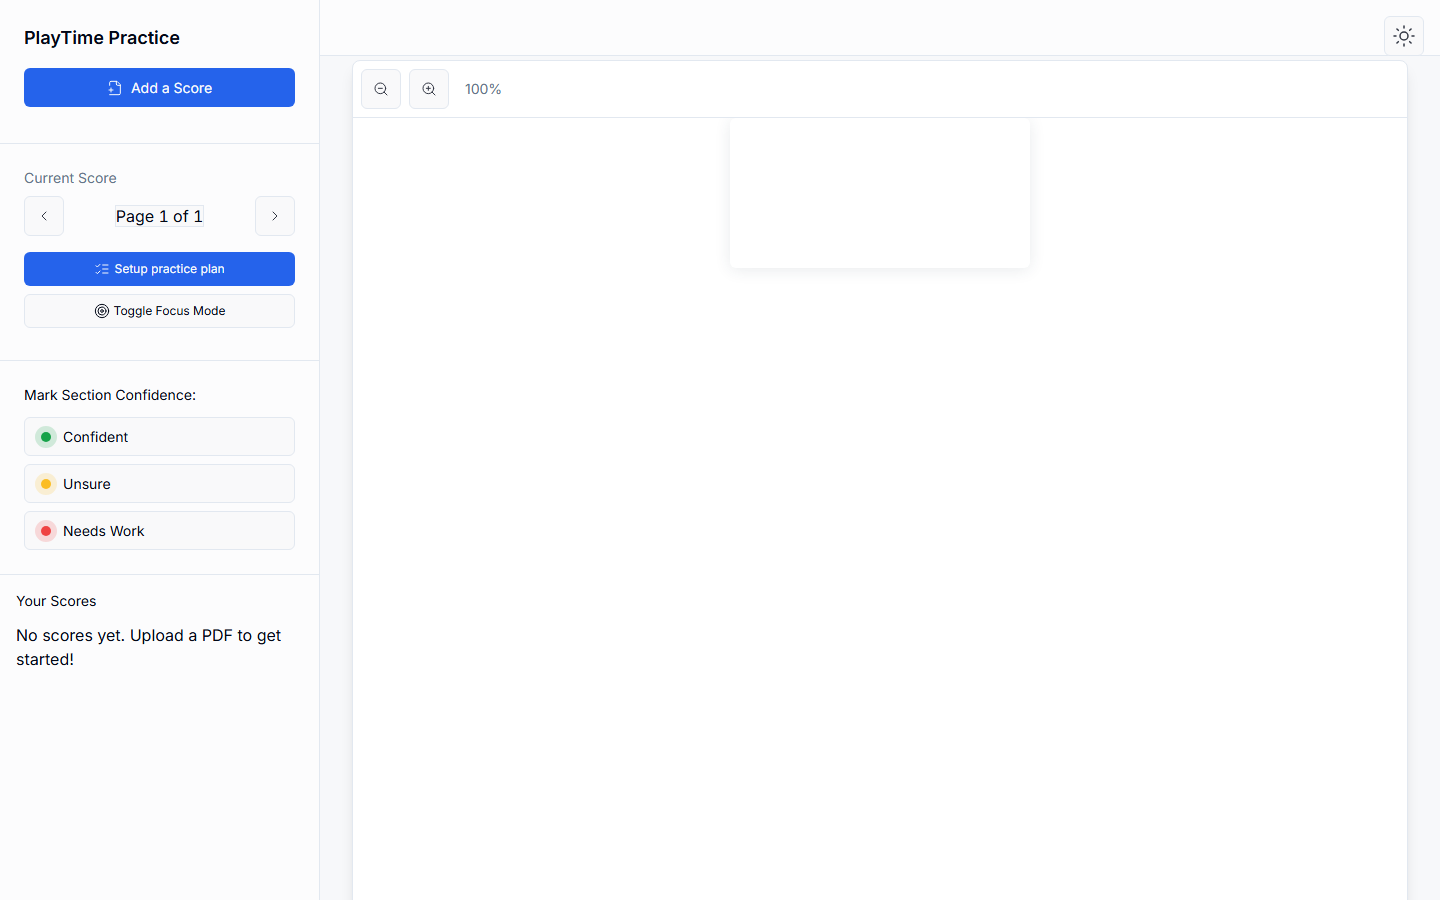 PlayTime Practice
Add a Score
Current Score
Page 1 of 1
Setup practice plan
Toggle Focus Mode
Mark Section Confidence:
Confident
Unsure
Needs Work
Your Scores
No scores yet. Upload a PDF to get
started!
100%